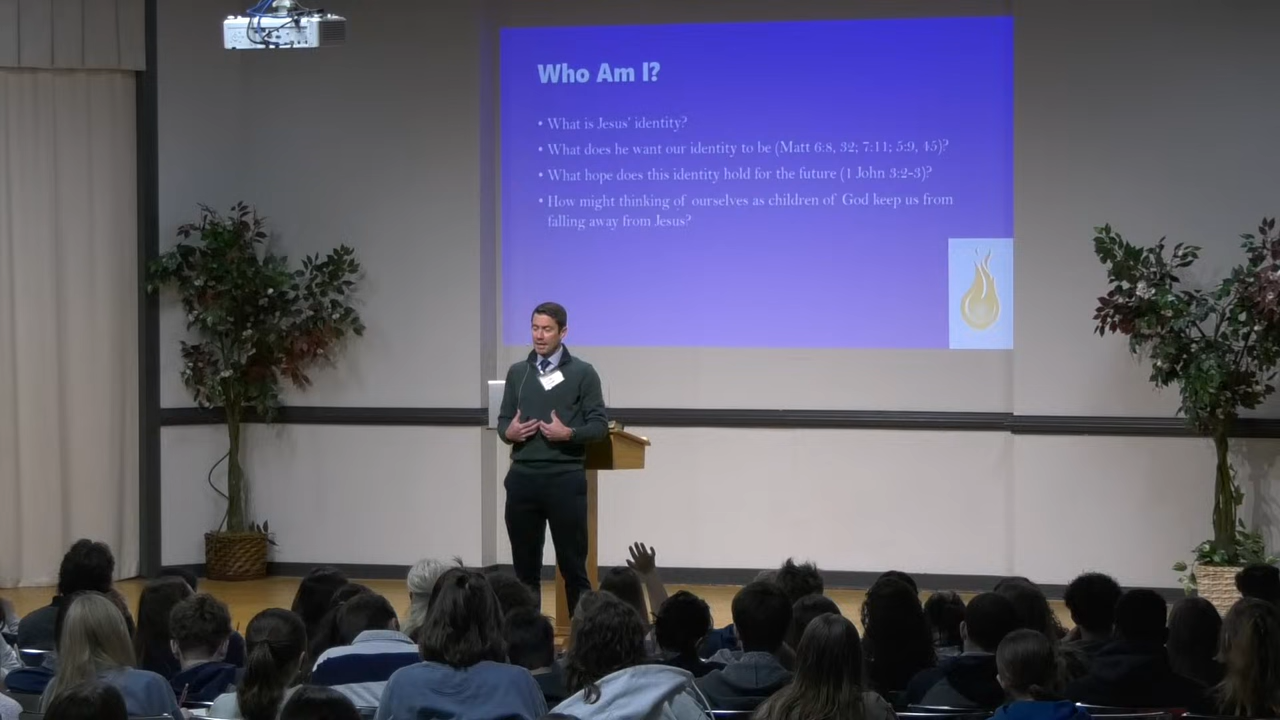 Who Am I?
• What is Jesus' identity?
• What does he want our identity to be (Matt 6:8, 32; 7:11; 5:9, 45)?
• What hope does this identity hold for the future (1 John 3:2-3)?
• How might thinking of ourselves as children of God keep us from
falling away from Jesus?